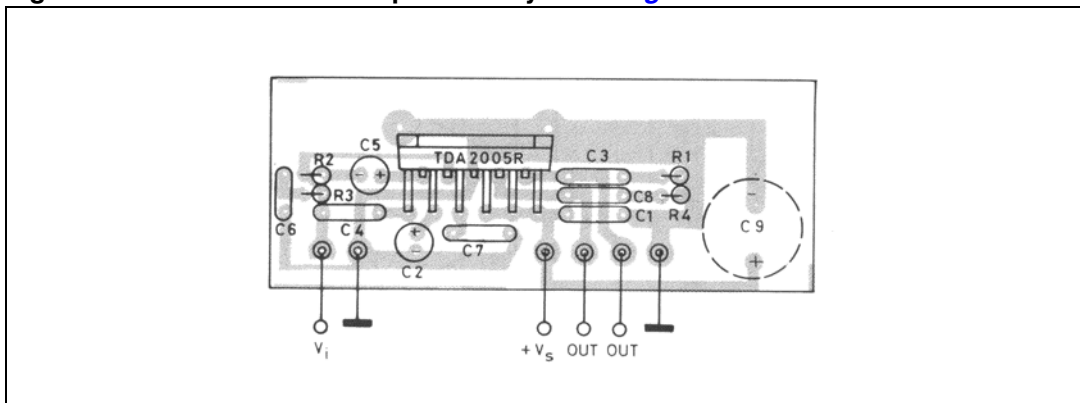 C5
R2
TDA2005R
C3
R1
R3
C8
R4
C6
C4
C1
C9
C2
C7
Vi
+Vs
OUT
OUT
+
-
+
-
-
+